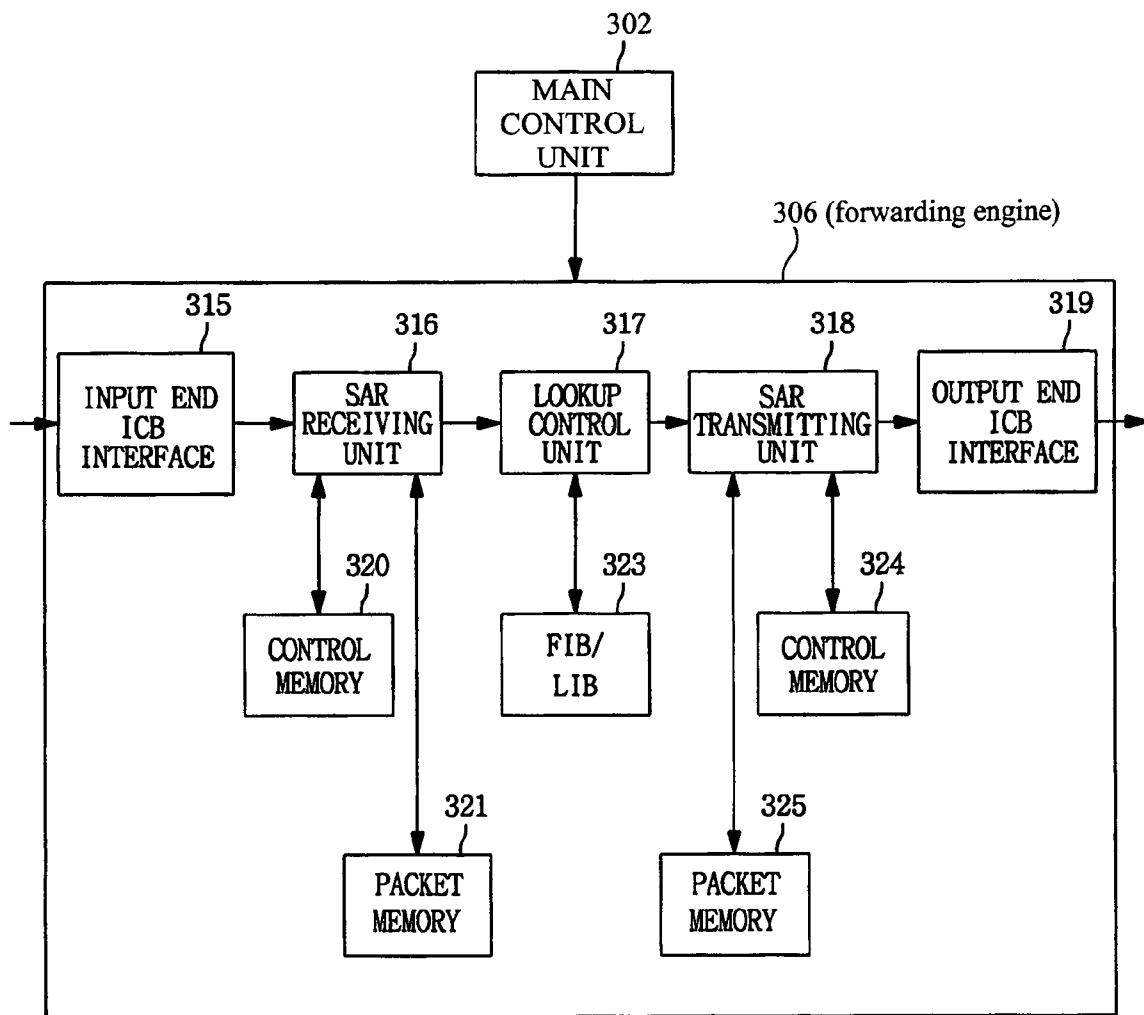 302
MAIN
CONTROL
UNIT
306 (forwarding engine)
315
316
317
318
319
INPUT END
ICB
INTERFACE
SAR
RECEIVING
UNIT
LOOKUP
CONTROL
UNIT
SAR
TRANSMITTING
UNIT
OUTPUT END
ICB
INTERFACE
320
323
324
CONTROL
MEMORY
FIB/
LIB
CONTROL
MEMORY
321
325
PACKET
MEMORY
PACKET
MEMORY